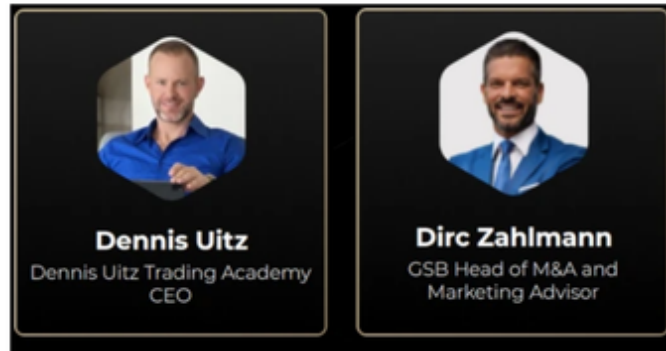 Dennis Uitz
Dennis Uitz Trading Academy
CEO
Dirc Zahlmann
GSB Head of M&A and
Marketing Advisor